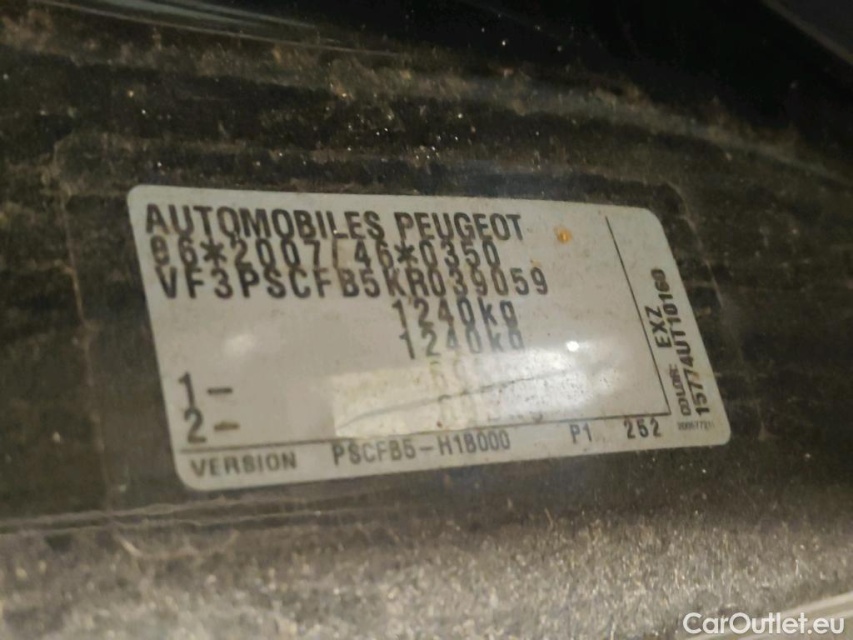 AUTOMOBILES PEUGEOT
e6*2007/46*0350
VF3PSCFB5KR039059
1240kg
1240kg
1-
2-
VERSION PSCFB5-H18000 P1 252
COLOR: EXZ
15774UT10160
CarOutlet.eu